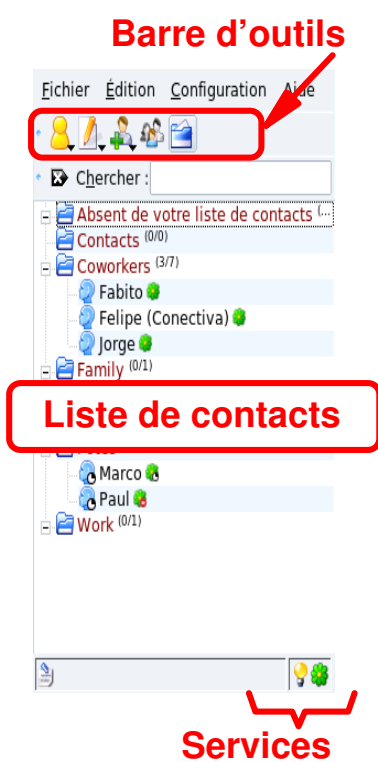 Barre d’outils
Fichier Édition Configuration Aide
Chercher :
Absent de votre liste de contacts (...
Contacts (0/0)
Coworkers (3/7)
Fabito
Felipe (Conectiva)
Jorge
Family (0/1)
Liste de contacts
Marco
Paul
Work (0/1)
Services